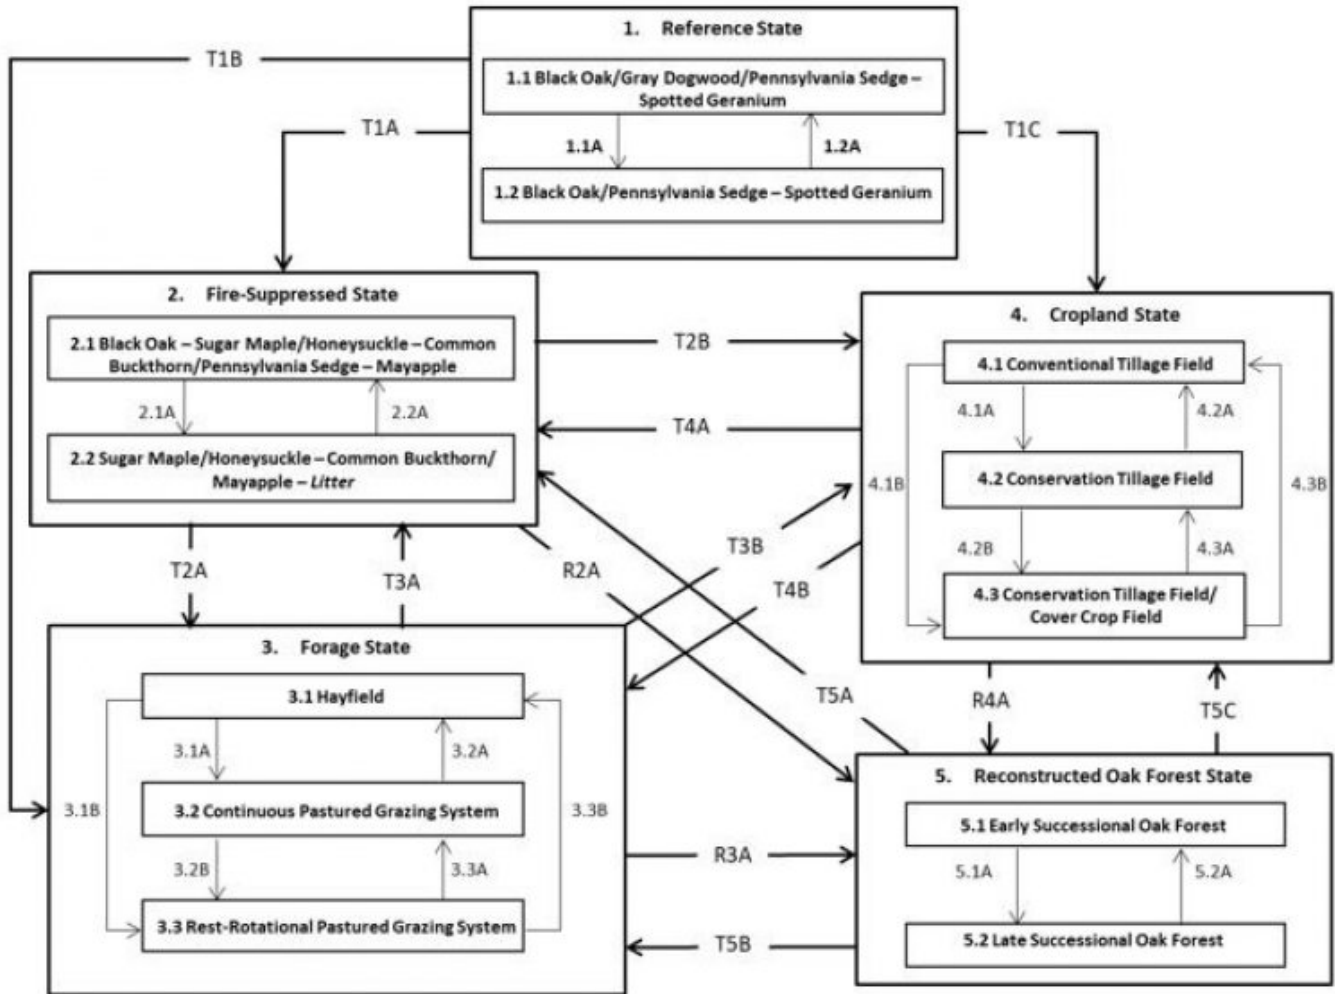 1. Reference State
T1B
1.1 Black Oak/Gray Dogwood/Pennsylvania Sedge –
Spotted Geranium
T1A
T1C
1.1A
1.2A
1.2 Black Oak/Pennsylvania Sedge – Spotted Geranium
2. Fire-Suppressed State
2.1 Black Oak – Sugar Maple/Honeysuckle – Common
Buckthorn/Pennsylvania Sedge – Mayapple
2.1A
2.2A
2.2 Sugar Maple/Honeysuckle – Common Buckthorn/
Mayapple – Litter
T2B
T4A
4. Cropland State
4.1 Conventional Tillage Field
4.1A
4.2A
4.2 Conservation Tillage Field
4.1B
4.3B
4.2B
4.3A
4.3 Conservation Tillage Field/
Cover Crop Field
T2A
T3A
R2A
T3B
T4B
T5A
R4A
T5C
3. Forage State
3.1 Hayfield
3.1A
3.2A
3.2 Continuous Pastured Grazing System
3.1B
3.3B
3.2B
3.3A
3.3 Rest-Rotational Pastured Grazing System
R3A
T5B
5. Reconstructed Oak Forest State
5.1 Early Successional Oak Forest
5.1A
5.2A
5.2 Late Successional Oak Forest